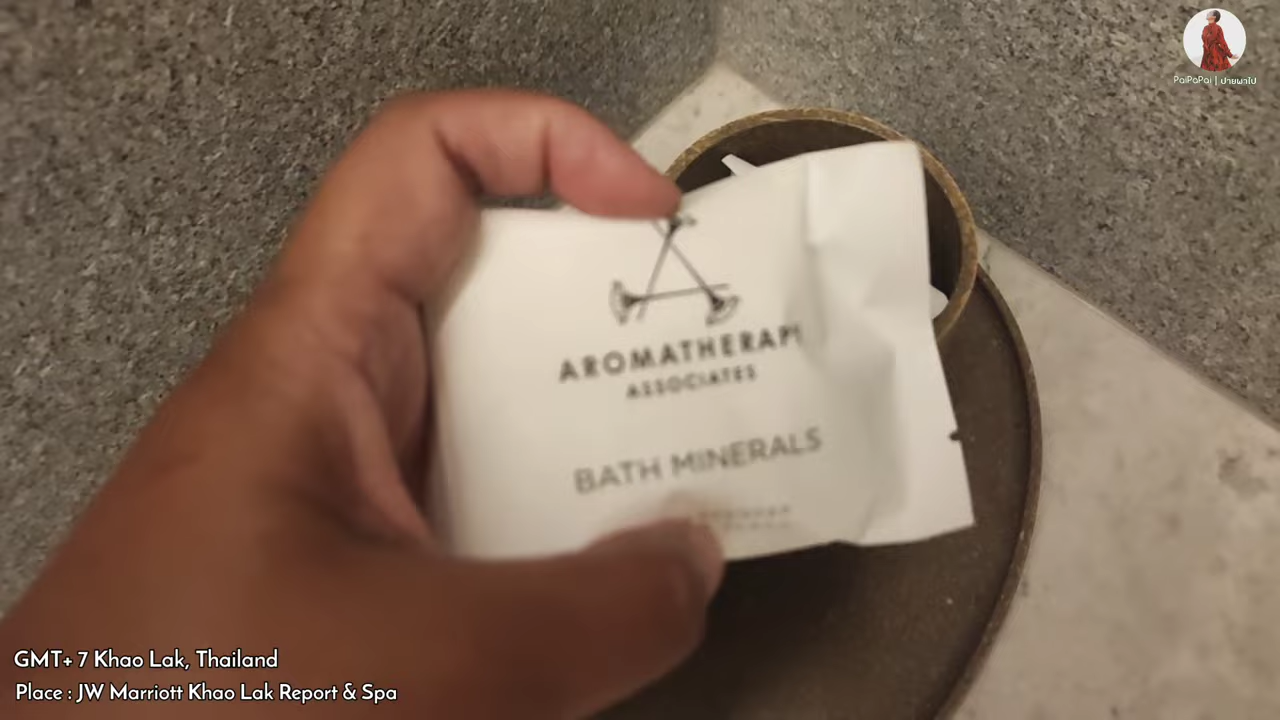 PaiPaPai | ปายพาไป
AROMATHERAPY
ASSOCIATES
BATH MINERALS
GMT+ 7 Khao Lak, Thailand
Place : JW Marriott Khao Lak Report & Spa